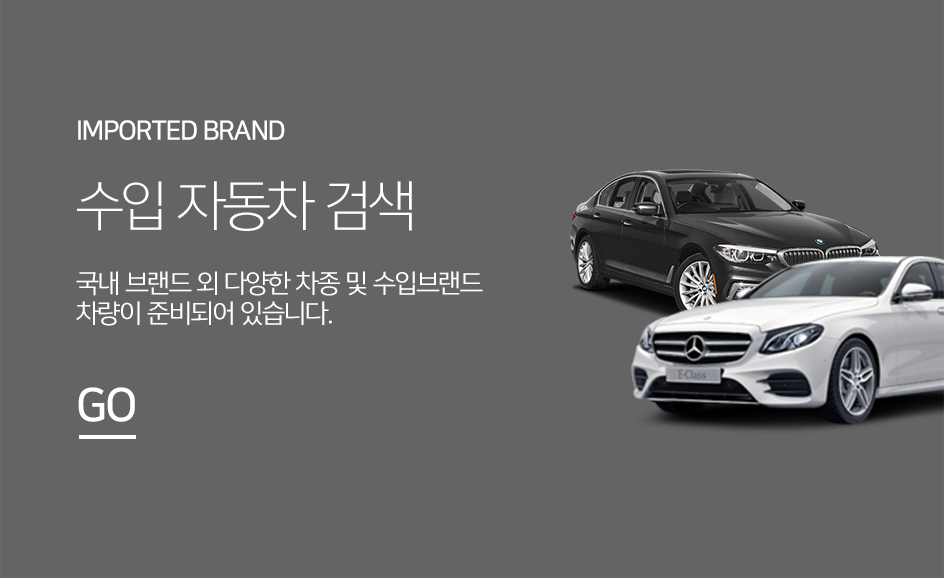 IMPORTED BRAND
수입 자동차 검색
국내 브랜드 외 다양한 차종 및 수입브랜드
차량이 준비되어 있습니다.
GO
E-Class